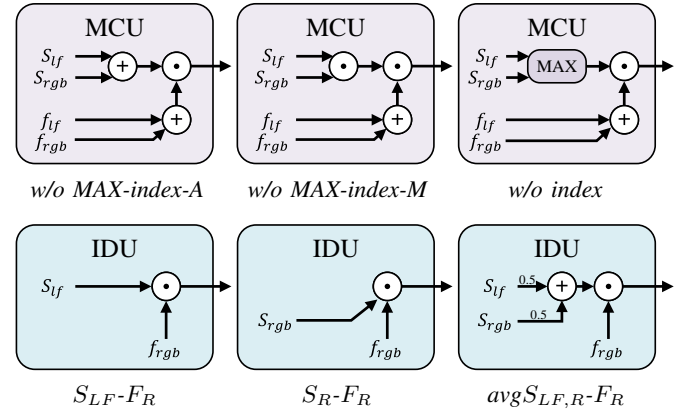 MCU MCU MCU
S_lf S_lf S_lf
+ · · · MAX ·
S_rgb S_rgb S_rgb
f_lf f_lf f_lf
+ + +
f_rgb f_rgb f_rgb
w/o MAX-index-A w/o MAX-index-M w/o index
IDU IDU IDU
S_lf · · S_lf 0.5 + ·
S_rgb S_rgb 0.5
f_rgb f_rgb f_rgb
S_LF-F_R S_R-F_R avgS_LF,R-F_R